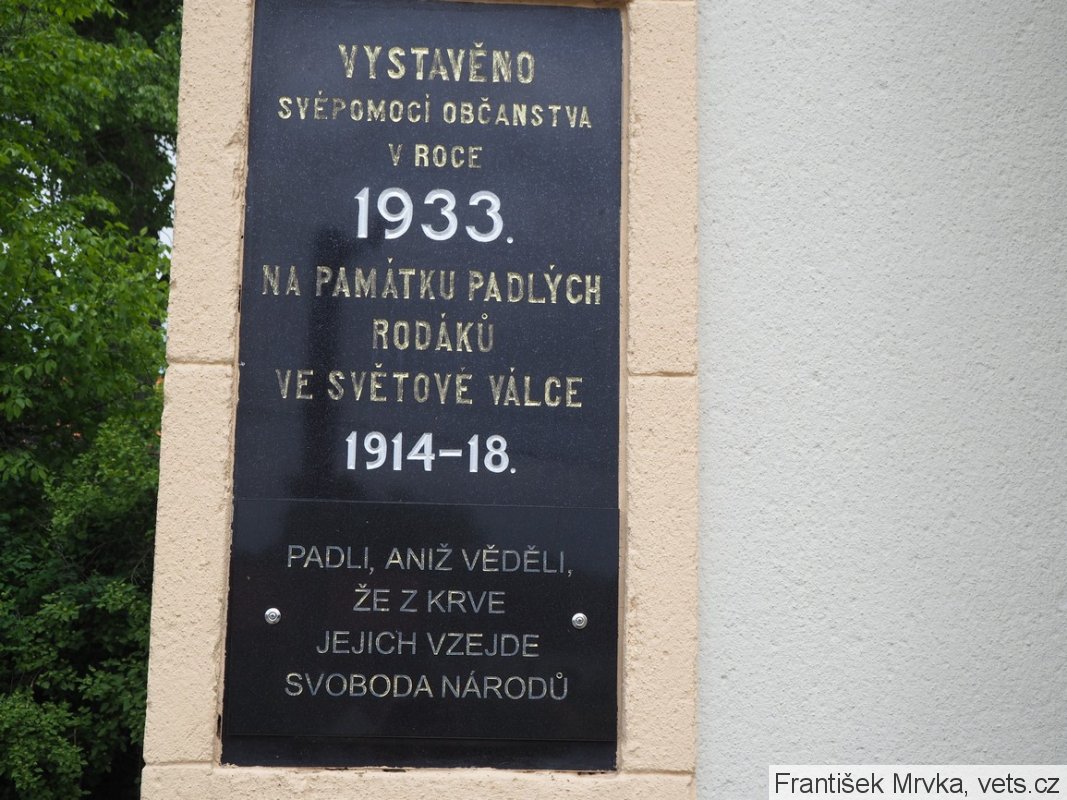 VYSTAVĚNO
SVÉPOMOCÍ OBČANSTVA
V ROCE
1933.
NA PAMÁTKU PADLÝCH
RODÁKŮ
VE SVĚTOVÉ VÁLCE
1914-18.
PADLI, ANIŽ VĚDĚLI,
ŽE Z KRVE
JEJICH VZEJDE
SVOBODA NÁRODŮ
František Mrvka, vets.cz